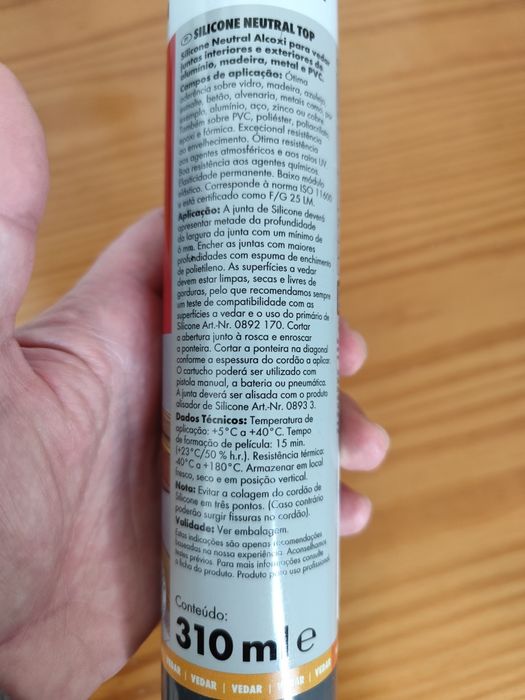 SILICONE NEUTRAL TOP
Silicone Neutral Alcoxi para vedar
juntas interiores e exteriores de
alumínio, madeira, metal e PVC.
Campos de aplicação: Ótima
aderência sobre vidro, madeira, azulejo,
esmalte, betão, alvenaria, metais como por
exemplo, alumínio, aço, zinco ou cobre.
Também sobre PVC, poliéster, poliacrilato,
epoxi e fórmica. Excecional resistência
ao envelhecimento. Ótima resistência
aos agentes atmosféricos e aos raios UV
Boa resistência aos agentes químicos.
Elasticidade permanente. Baixo módulo
elástico. Corresponde à norma ISO 11600
e está certificado como F/G 25 LM.
Aplicação: A junta de Silicone deverá
apresentar metade da profundidade
da largura da junta com um mínimo de
6 mm. Encher as juntas com maiores
profundidades com espuma de enchimento
de polietileno. As superfícies a vedar
devem estar limpas, secas e livres de
gorduras, pelo que recomendamos sempre
um teste de compatibilidade com as
superfícies a vedar e o uso do primário de
Silicone Art.-Nr. 0892 170. Cortar
a abertura junto à rosca e enroscar
a ponteira. Cortar a ponteira na diagonal
conforme a espessura do cordão a aplicar.
O cartucho poderá ser utilizado com
pistola manual, a bateria ou pneumática.
A junta deverá ser alisada com o produto
alisador de Silicone Art.-Nr. 0893 3.
Dados Técnicos: Temperatura de
aplicação: +5°C a +40°C. Tempo
de formação de película: 15 min.
(+23°C/50 % h.r.). Resistência térmica:
-40°C a +180°C. Armazenar em local
fresco, seco e em posição vertical.
Nota: Evitar a colagem do cordão de
Silicone em três pontos. (Caso contrário
poderão surgir fissuras no cordão).
Validade: Ver embalagem.
Estas indicações são apenas recomendações
baseadas na nossa experiência. Aconselhamos
testes prévios. Para mais informações consulte
a ficha do produto. Produto para uso profissional.
Conteúdo:
310 ml e
VEDAR | VEDAR | VEDAR | VEDAR